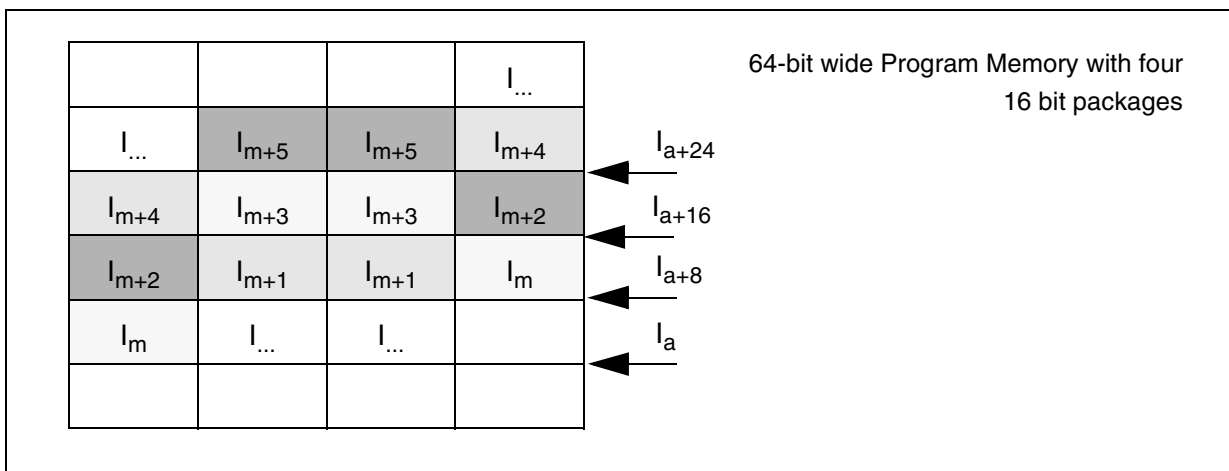 64-bit wide Program Memory with four
16 bit packages
I...
I... Im+5 Im+5 Im+4 Ia+24
Im+4 Im+3 Im+3 Im+2 Ia+16
Im+2 Im+1 Im+1 Im Ia+8
Im I... I... Ia